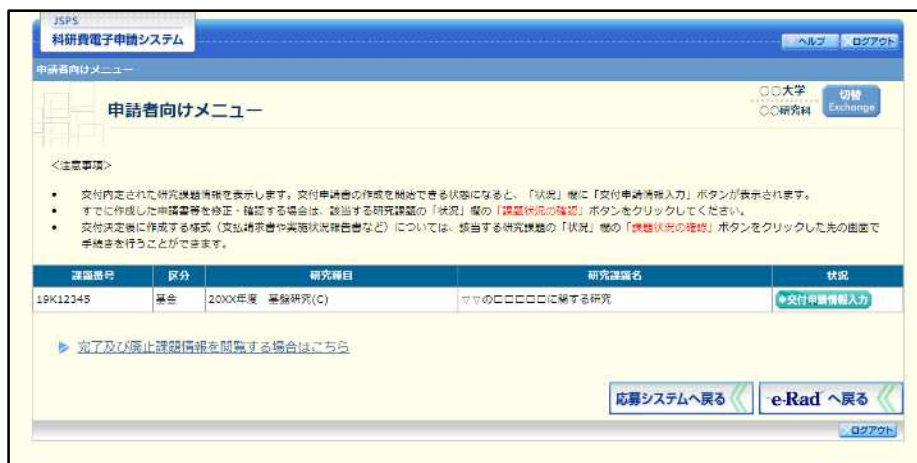 JSPS
科研費電子申請システム
ヘルプ
ログアウト
申請者向けメニュー
申請者向けメニュー
○○大学
○○研究科
切替
Exchange
<注意事項>
• 交付内定された研究課題情報を表示します。交付申請書の作成を開始できる状態になると、「状況」欄に「交付申請情報入力」ボタンが表示されます。
• すでに作成した申請書等を修正・確認する場合は、該当する研究課題の「状況」欄の「課題状況の確認」ボタンをクリックしてください。
• 交付決定後に作成する様式（支払請求書や実施状況報告書など）については、該当する研究課題の「状況」欄の「課題状況の確認」ボタンをクリックした先の画面で
手続きを行うことができます。
課題番号 区分 研究種目 研究課題名 状況
19K12345 基金 20XX年度 基盤研究(C) ▽▽の□□□□□に関する研究 交付申請情報入力
完了及び廃止課題情報を閲覧する場合はこちら
応募システムへ戻る
e-Rad へ戻る
ログアウト